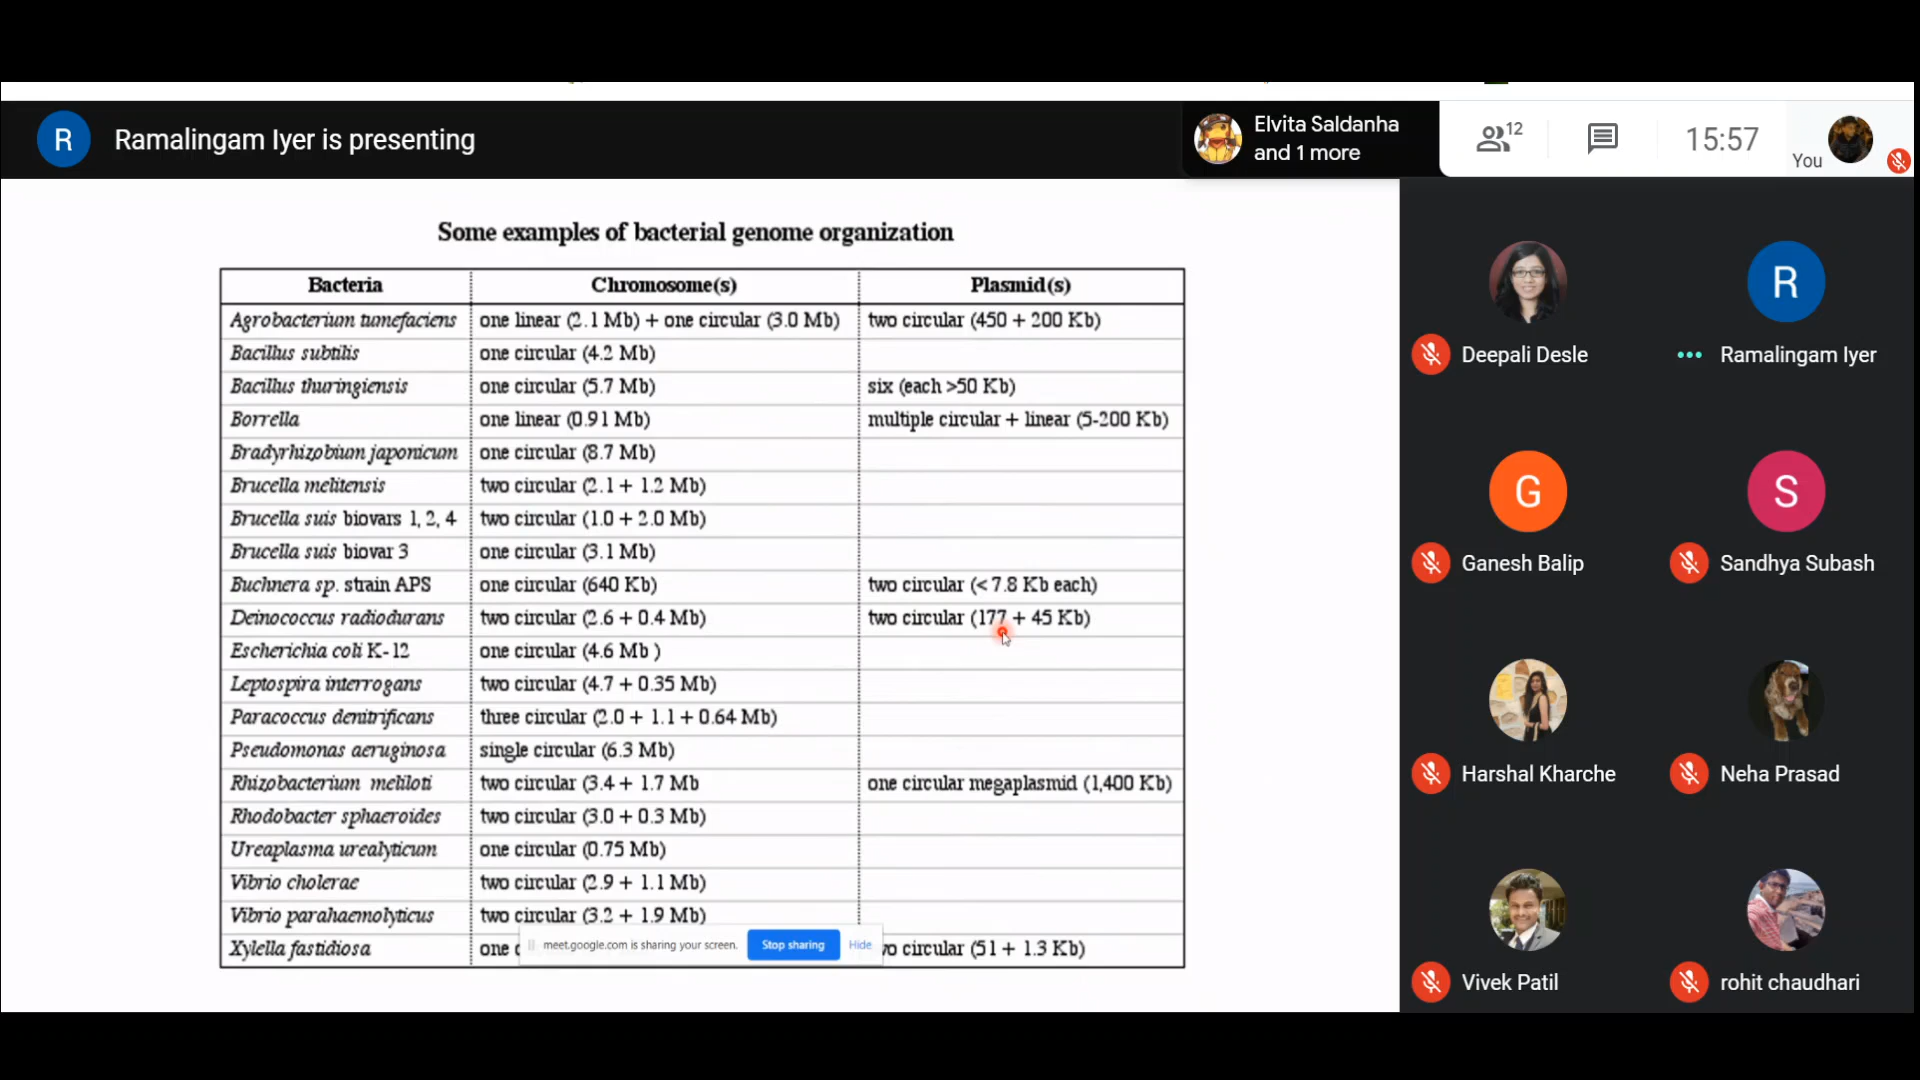 R Ramalingam Iyer is presenting
Elvita Saldanha
and 1 more
12
15:57
You
Some examples of bacterial genome organization
Bacteria Chromosome(s) Plasmid(s)
Agrobacterium tumefaciens one linear (2.1 Mb) + one circular (3.0 Mb) two circular (450 + 200 Kb)
Bacillus subtilis one circular (4.2 Mb)
Bacillus thuringiensis one circular (5.7 Mb) six (each >50 Kb)
Borrella one linear (0.91 Mb) multiple circular + linear (5-200 Kb)
Bradyrhizobium japonicum one circular (8.7 Mb)
Brucella melitensis two circular (2.1 + 1.2 Mb)
Brucella suis biovars 1, 2, 4 two circular (1.0 + 2.0 Mb)
Brucella suis biovar 3 one circular (3.1 Mb)
Buchnera sp. strain APS one circular (640 Kb) two circular (< 7.8 Kb each)
Deinococcus radiodurans two circular (2.6 + 0.4 Mb) two circular (177 + 45 Kb)
Escherichia coli K-12 one circular (4.6 Mb )
Leptospira interrogans two circular (4.7 + 0.35 Mb)
Paracoccus denitrificans three circular (2.0 + 1.1 + 0.64 Mb)
Pseudomonas aeruginosa single circular (6.3 Mb)
Rhizobacterium meliloti two circular (3.4 + 1.7 Mb one circular megaplasmid (1,400 Kb)
Rhodobacter sphaeroides two circular (3.0 + 0.3 Mb)
Ureaplasma urealyticum one circular (0.75 Mb)
Vibrio cholerae two circular (2.9 + 1.1 Mb)
Vibrio parahaemolyticus two circular (3.2 + 1.9 Mb)
Xylella fastidiosa one circular (51 + 1.3 Kb)
meet.google.com is sharing your screen. Stop sharing Hide
R
Deepali Desle Ramalingam Iyer
G S
Ganesh Balip Sandhya Subash
Harshal Kharche Neha Prasad
Vivek Patil rohit chaudhari